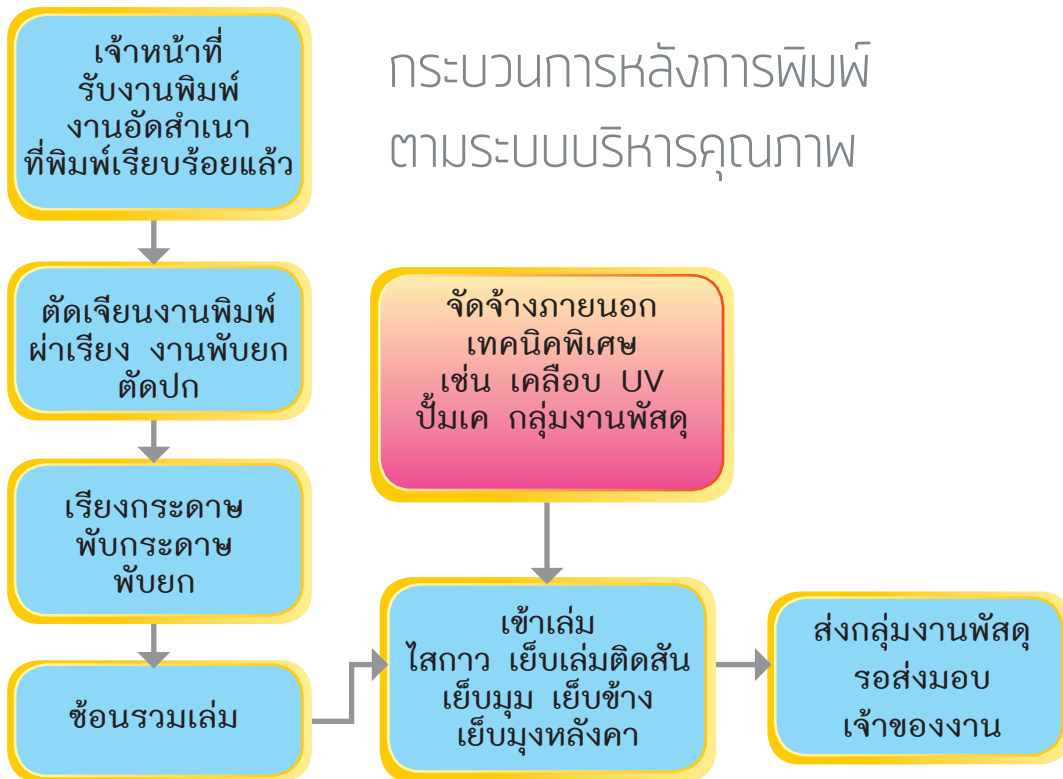 กระบวนการหลังการพิมพ์
ตามระบบบริหารคุณภาพ
เจ้าหน้าที่
รับงานพิมพ์
งานอัดสำเนา
ที่พิมพ์เรียบร้อยแล้ว
ตัดเจียนงานพิมพ์
ผ่าเรียง งานพับยก
ตัดปก
เรียงกระดาษ
พับกระดาษ
พับยก
ซ้อนรวมเล่ม
จัดจ้างภายนอก
เทคนิคพิเศษ
เช่น เคลือบ UV
ปั้มเค กลุ่มงานพัสดุ
เข้าเล่ม
ไสกาว เย็บเล่มติดสัน
เย็บมุม เย็บข้าง
เย็บมุงหลังคา
ส่งกลุ่มงานพัสดุ
รอส่งมอบ
เจ้าของงาน